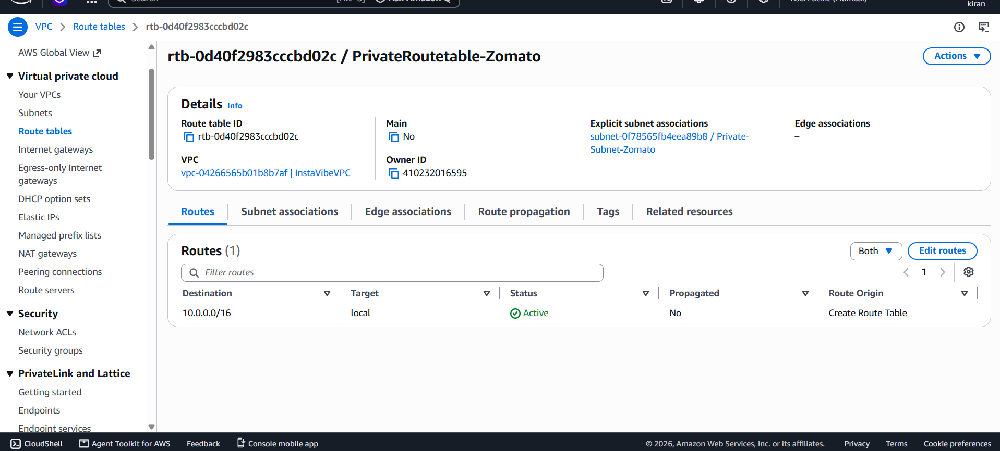 kiran
VPC > Route tables > rtb-0d40f2983cccbd02c
AWS Global View
Virtual private cloud
Your VPCs
Subnets
Route tables
Internet gateways
Egress-only Internet
gateways
DHCP option sets
Elastic IPs
Managed prefix lists
NAT gateways
Peering connections
Route servers
Security
Network ACLs
Security groups
PrivateLink and Lattice
Getting started
Endpoints
Endpoint services
rtb-0d40f2983cccbd02c / PrivateRoutetable-Zomato
Actions
Details Info
Route table ID
rtb-0d40f2983cccbd02c
VPC
vpc-04266565b01b8b7af | InstaVibeVPC
Main
No
Owner ID
410232016595
Explicit subnet associations
subnet-0f78565fb4eea89b8 / Private-
Subnet-Zomato
Edge associations
–
Routes Subnet associations Edge associations Route propagation Tags Related resources
Routes (1)
Both Edit routes
Filter routes
1
Destination Target Status Propagated Route Origin
10.0.0.0/16 local Active No Create Route Table
CloudShell Agent Toolkit for AWS Feedback Console mobile app © 2026, Amazon Web Services, Inc. or its affiliates. Privacy Terms Cookie preferences